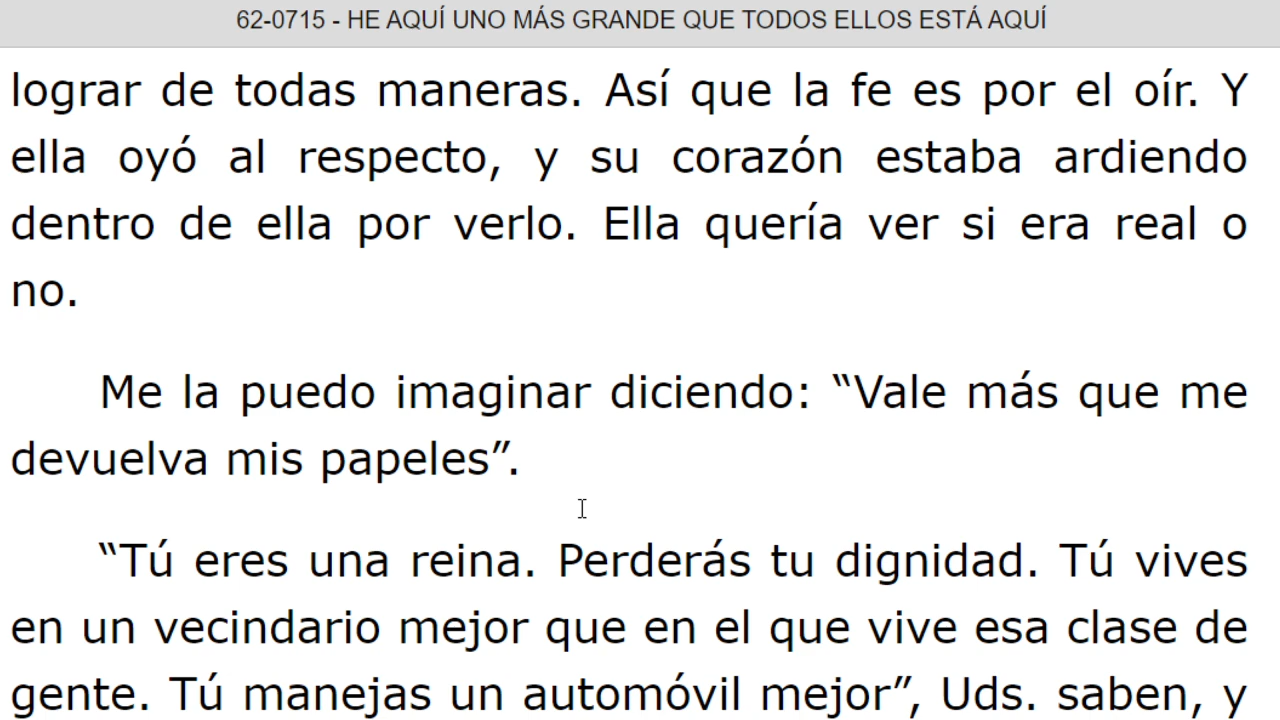 62-0715 - HE AQUÍ UNO MÁS GRANDE QUE TODOS ELLOS ESTÁ AQUÍ
lograr de todas maneras. Así que la fe es por el oír. Y
ella oyó al respecto, y su corazón estaba ardiendo
dentro de ella por verlo. Ella quería ver si era real o
no.
Me la puedo imaginar diciendo: “Vale más que me
devuelva mis papeles”.
“Tú eres una reina. Perderás tu dignidad. Tú vives
en un vecindario mejor que en el que vive esa clase de
gente. Tú manejas un automóvil mejor”, Uds. saben, y